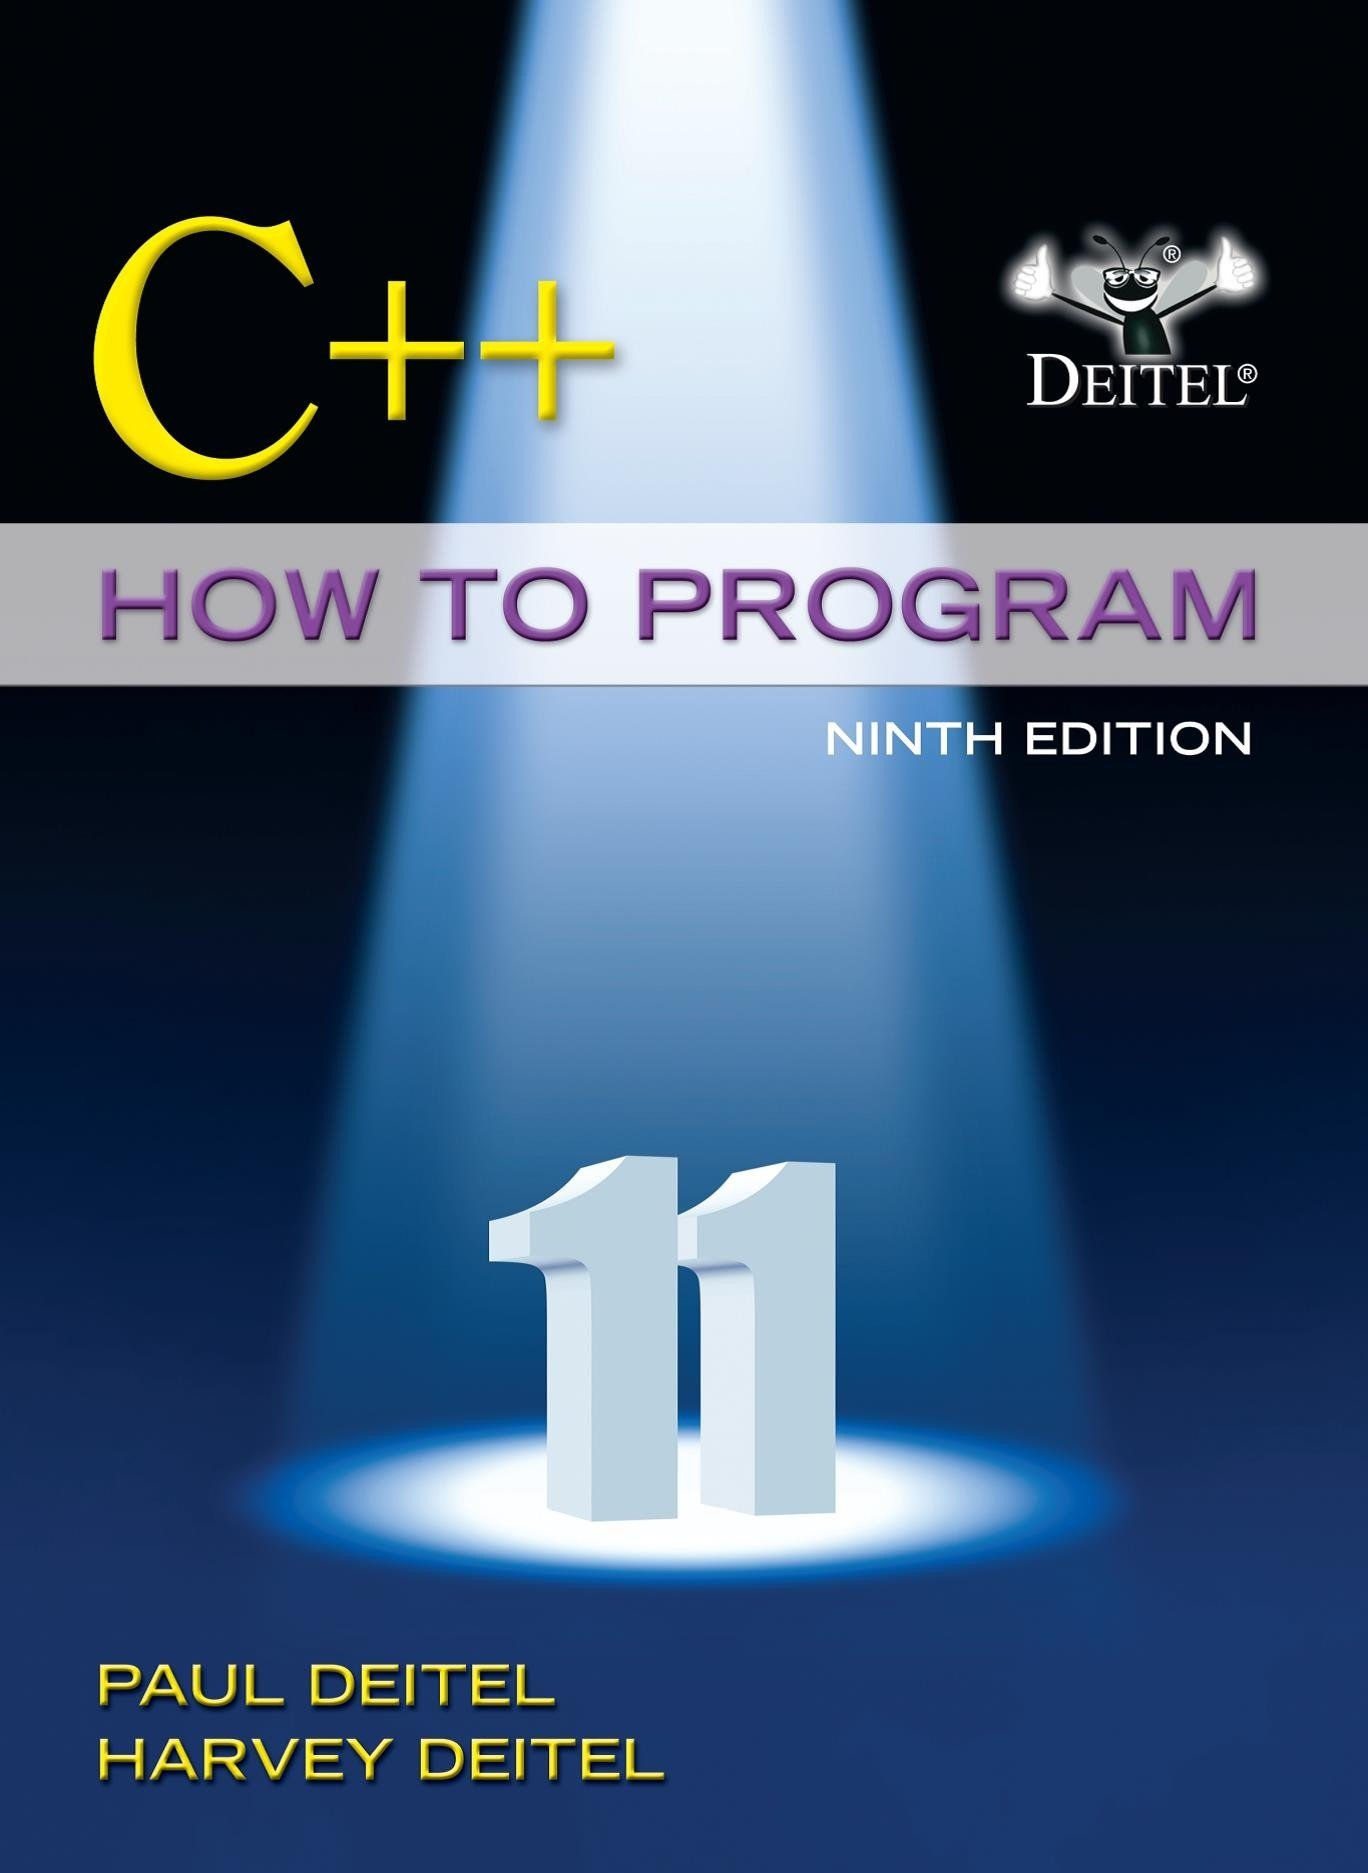 C++
®
DEITEL®
HOW TO PROGRAM
NINTH EDITION
11
PAUL DEITEL
HARVEY DEITEL